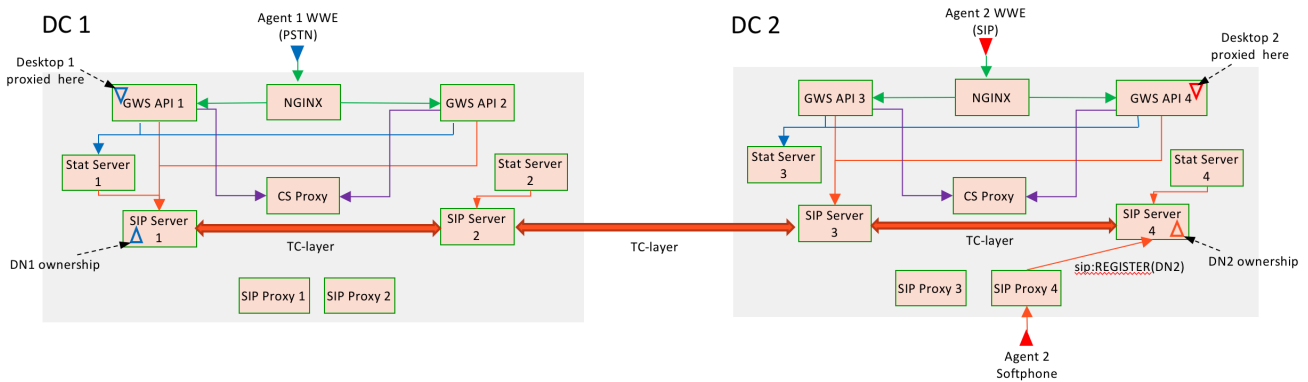 DC 1
Agent 1 WWE
(PSTN)
Desktop 1
proxied here
GWS API 1
NGINX
GWS API 2
Stat Server
1
Stat Server
2
CS Proxy
SIP Server
1
SIP Server
2
TC-layer
DN1 ownership
SIP Proxy 1
SIP Proxy 2
TC-layer
DC 2
Agent 2 WWE
(SIP)
Desktop 2
proxied here
GWS API 3
NGINX
GWS API 4
Stat Server
3
Stat Server
4
CS Proxy
SIP Server
3
SIP Server
4
TC-layer
DN2 ownership
sip:REGISTER(DN2)
SIP Proxy 3
SIP Proxy 4
Agent 2
Softphone